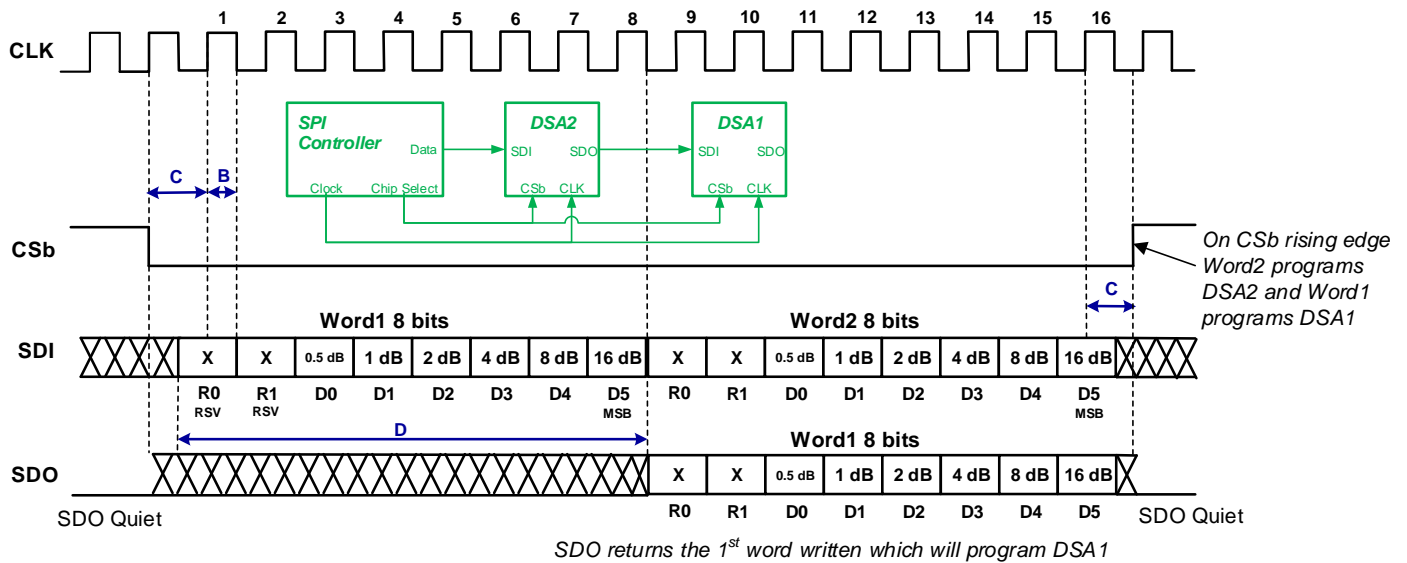 1 2 3 4 5 6 7 8 9 10 11 12 13 14 15 16
CLK
SPI
Controller
Data
Clock
Chip Select
DSA2
SDI
SDO
CSb
CLK
DSA1
SDI
SDO
CSb
CLK
C
B
CSb
On CSb rising edge
Word2 programs
DSA2 and Word1
programs DSA1
C
Word1 8 bits
Word2 8 bits
SDI
X X 0.5 dB 1 dB 2 dB 4 dB 8 dB 16 dB X X 0.5 dB 1 dB 2 dB 4 dB 8 dB 16 dB
R0 R1 D0 D1 D2 D3 D4 D5 R0 R1 D0 D1 D2 D3 D4 D5
RSV RSV MSB MSB
D
Word1 8 bits
SDO
X X 0.5 dB 1 dB 2 dB 4 dB 8 dB 16 dB
R0 R1 D0 D1 D2 D3 D4 D5
SDO Quiet
SDO Quiet
SDO returns the 1st word written which will program DSA1